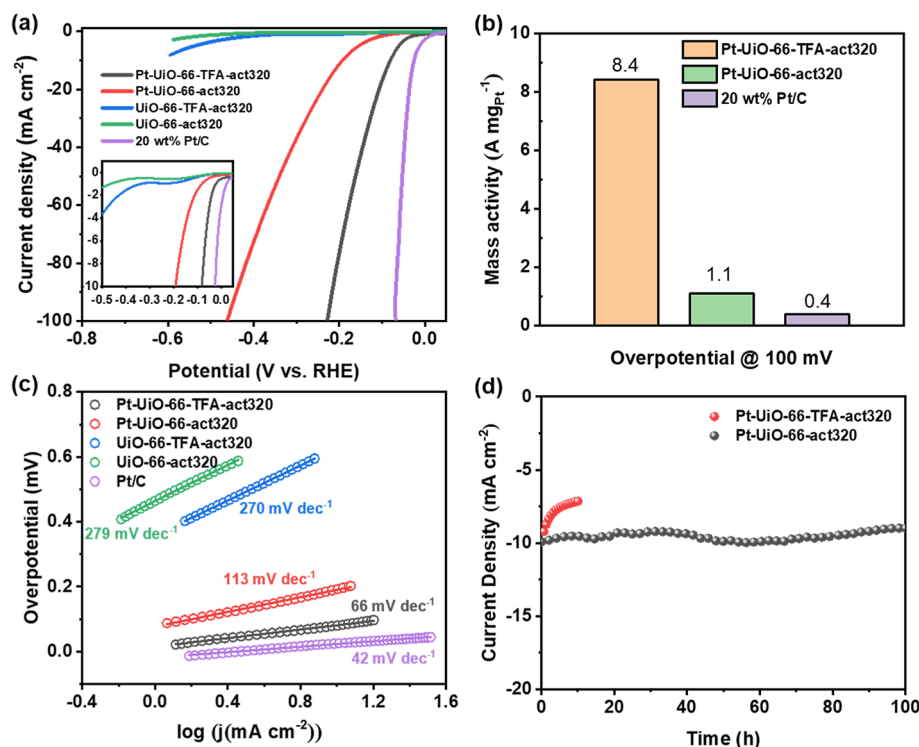 (a)
0
-20
-40
-60
-80
-100
Current density (mA cm-2)
Pt-UiO-66-TFA-act320
Pt-UiO-66-act320
UiO-66-TFA-act320
UiO-66-act320
20 wt% Pt/C
0
-2
-4
-6
-8
-10
-0.5 -0.4 -0.3 -0.2 -0.1 0.0
-0.8 -0.6 -0.4 -0.2 0.0
Potential (V vs. RHE)
(b)
10
8
6
4
2
0
Mass activity (A mgPt-1)
Pt-UiO-66-TFA-act320
Pt-UiO-66-act320
20 wt% Pt/C
8.4
1.1
0.4
Overpotential @ 100 mV
(c)
0.8
0.6
0.4
0.2
0.0
Overpotential (mV)
Pt-UiO-66-TFA-act320
Pt-UiO-66-act320
UiO-66-TFA-act320
UiO-66-act320
Pt/C
279 mV dec-1
270 mV dec-1
113 mV dec-1
66 mV dec-1
42 mV dec-1
-0.4 0.0 0.4 0.8 1.2 1.6
log (j(mA cm-2)
(d)
0
-5
-10
-15
-20
Current Density (mA cm-2)
Pt-UiO-66-TFA-act320
Pt-UiO-66-act320
0 20 40 60 80 100
Time (h)